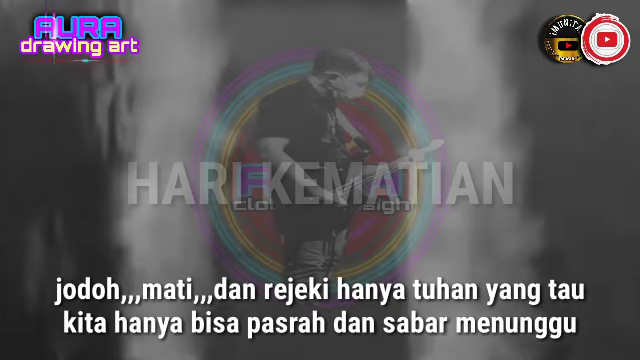 AURA
drawing art
HARI KEMATIAN
jodoh,,,mati,,,dan rejeki hanya tuhan yang tau
kita hanya bisa pasrah dan sabar menunggu